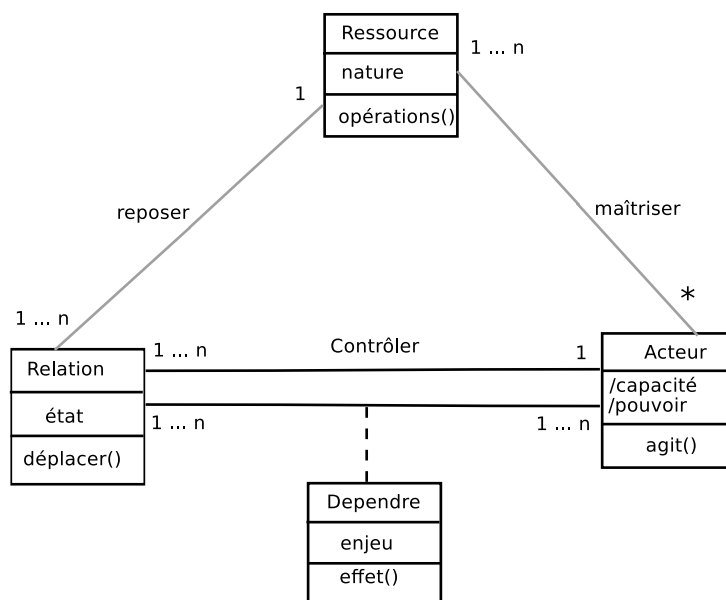 Ressource
1 ... n
nature
1
opérations()
reposer
maîtriser
*
1 ... n
1 ... n
Contrôler
1
Relation
Acteur
/capacité
/pouvoir
état
1 ... n
1 ... n
déplacer()
agit()
Dependre
enjeu
effet()